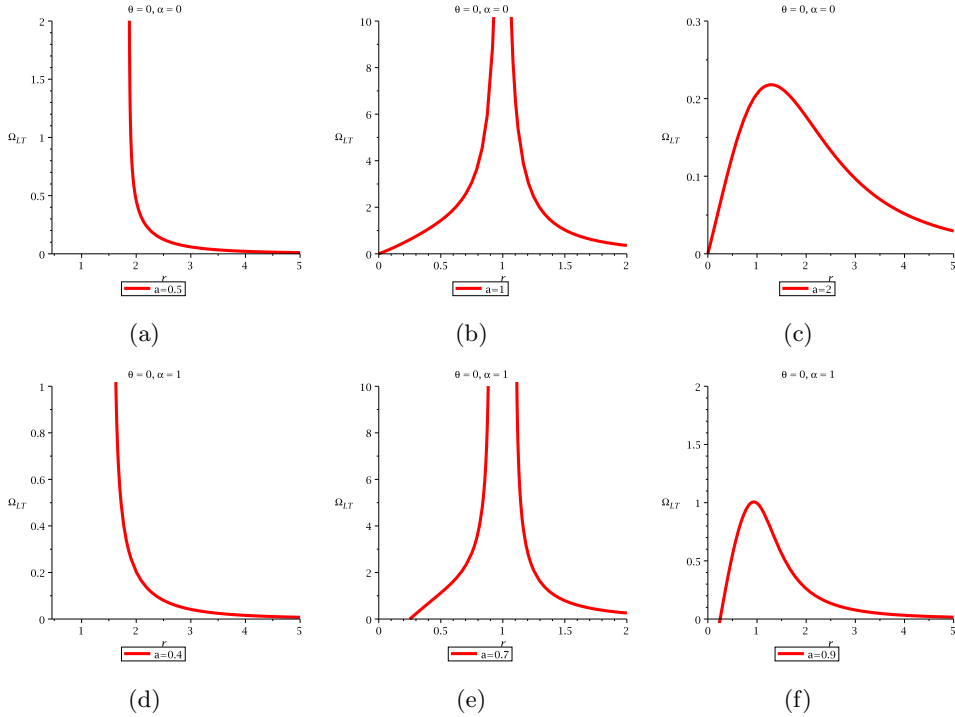 θ = 0, α = 0
2
1.5
Ω_LT 1
0.5
0
1 2 3 4 5
r
a=0.5
(a)
θ = 0, α = 0
10
8
6
Ω_LT
4
2
0
0 0.5 1 1.5 2
r
a=1
(b)
θ = 0, α = 0
0.3
0.2
Ω_LT
0.1
0
0 1 2 3 4 5
r
a=2
(c)
θ = 0, α = 1
1
0.8
0.6
Ω_LT
0.4
0.2
0
1 2 3 4 5
r
a=0.4
(d)
θ = 0, α = 1
10
8
6
Ω_LT
4
2
0
0 0.5 1 1.5 2
r
a=0.7
(e)
θ = 0, α = 1
2
1.5
Ω_LT 1
0.5
0
0 1 2 3 4 5
r
a=0.9
(f)